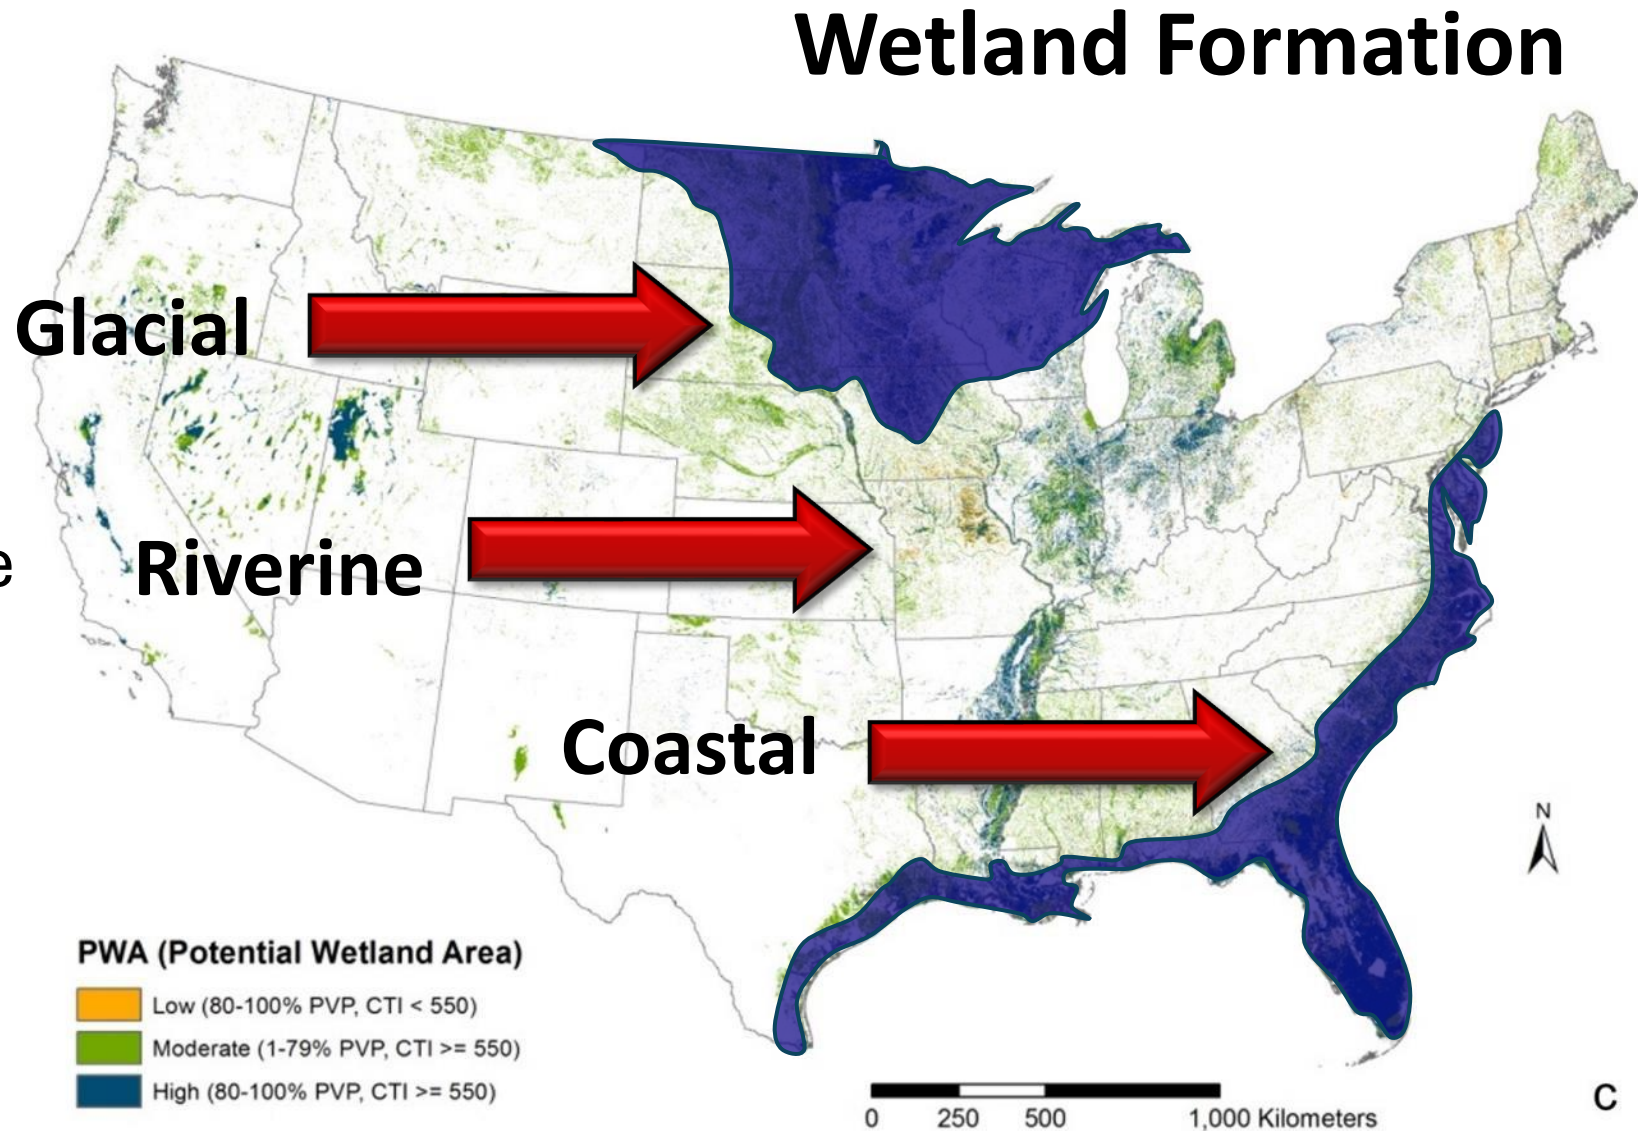 Wetland Formation
Glacial
e
Riverine
Coastal
N
PWA (Potential Wetland Area)
Low (80-100% PVP, CTI < 550)
Moderate (1-79% PVP, CTI >= 550)
High (80-100% PVP, CTI >= 550)
0 250 500 1,000 Kilometers
c